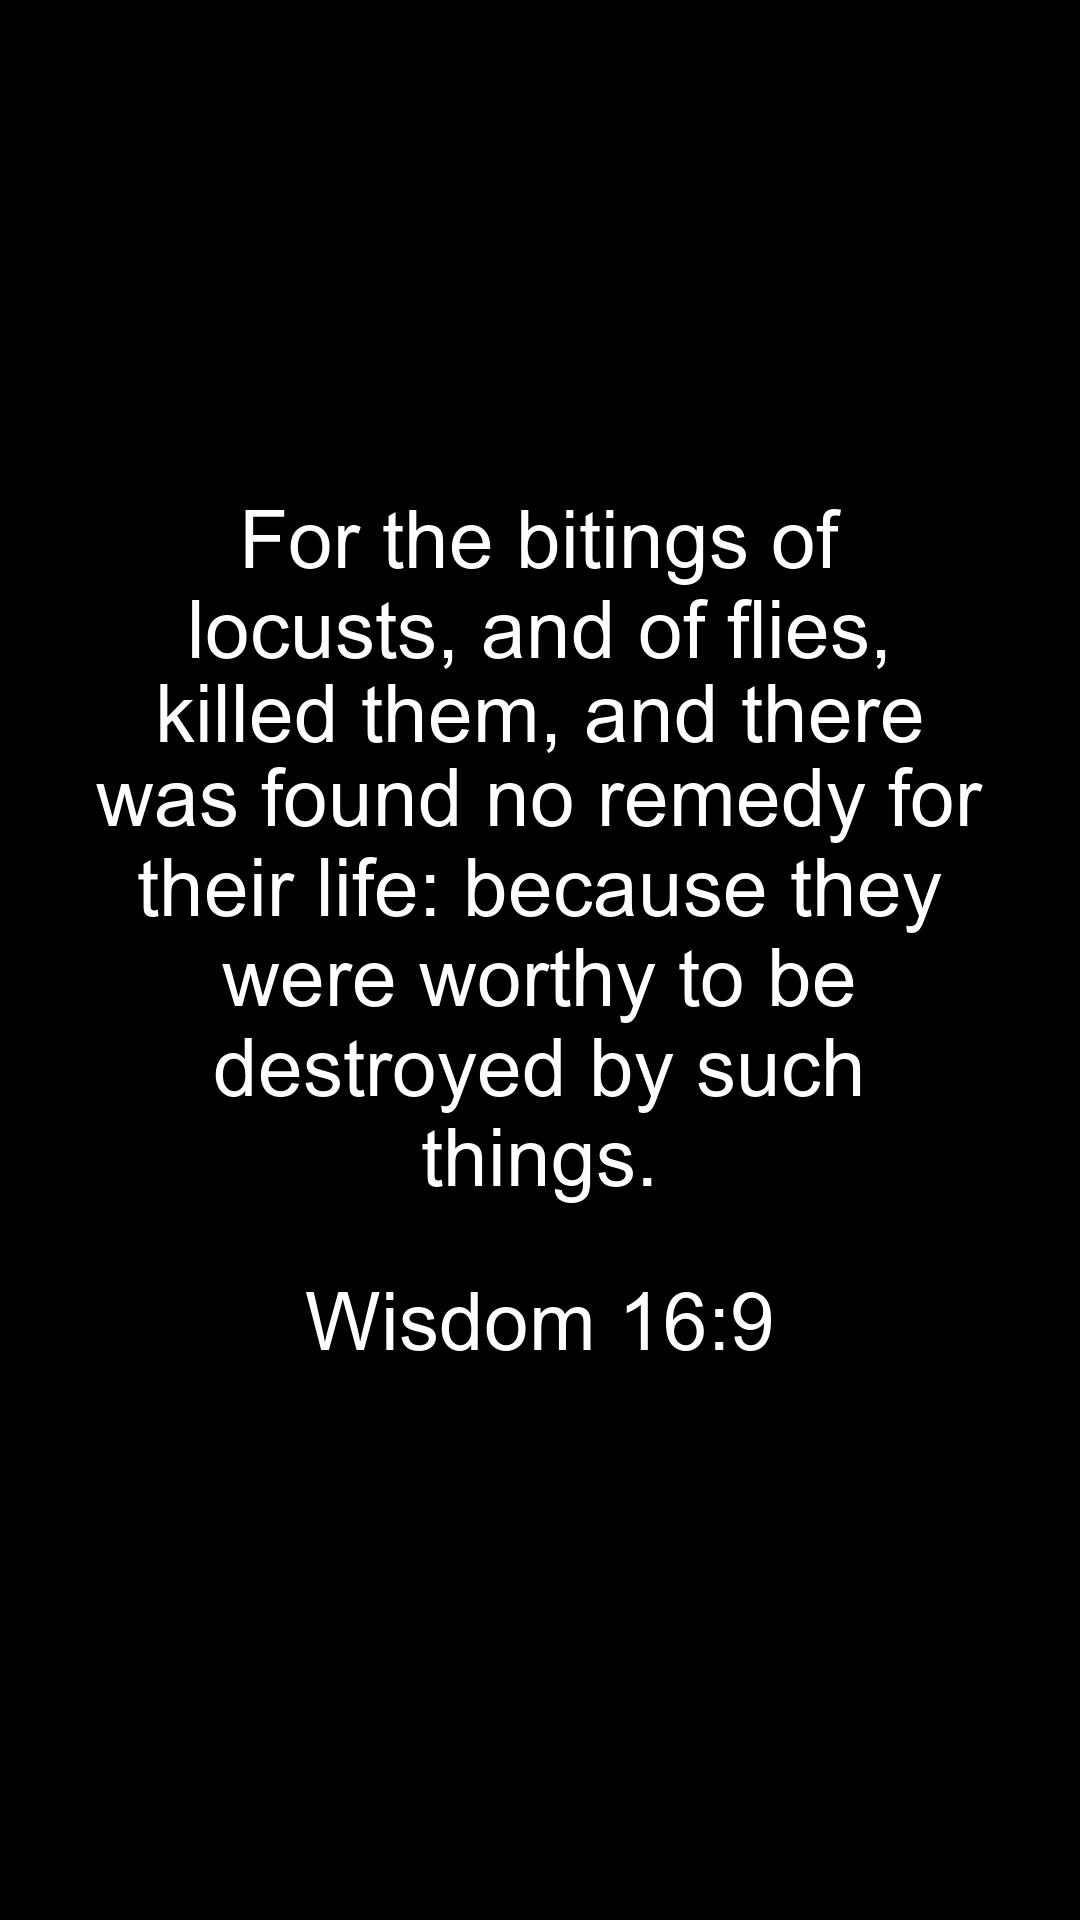 For the bitings of
locusts, and of flies,
killed them, and there
was found no remedy for
their life: because they
were worthy to be
destroyed by such
things.
Wisdom 16:9